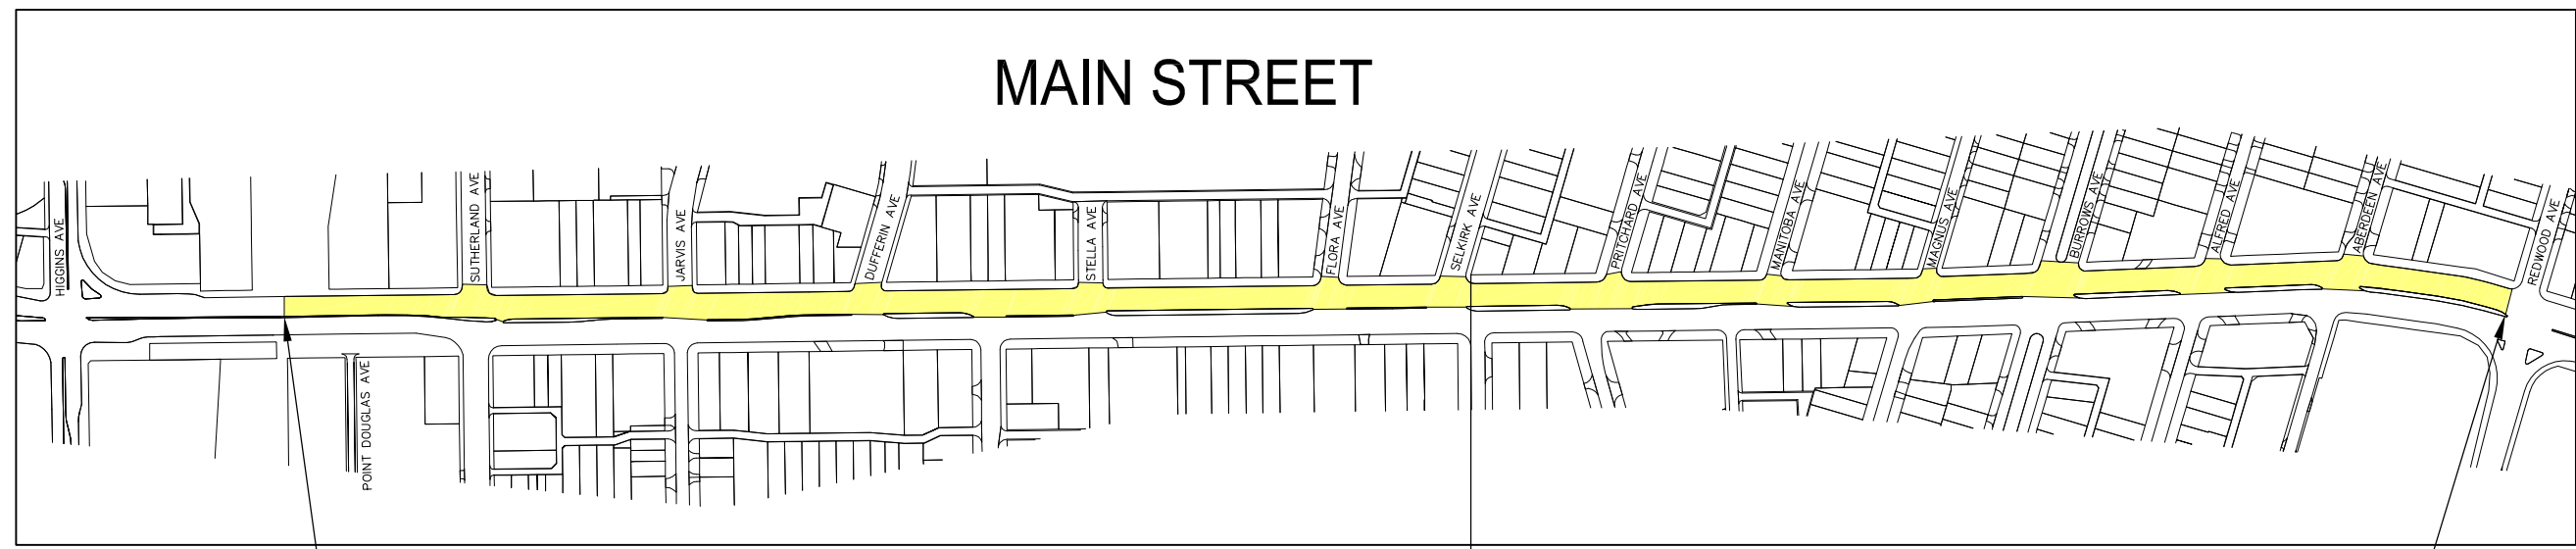 MAIN STREET
HIGGINS AVE
SUTHERLAND AVE
JARVIS AVE
DUFFERIN AVE
STELLA AVE
FLORA AVE
SELKIRK AVE
PRITCHARD AVE
MANITOBA AVE
MAGNUS AVE
BURROWS AVE
ALFRED AVE
ABERDEEN AVE
REDWOOD AVE
POINT DOUGLAS AVE